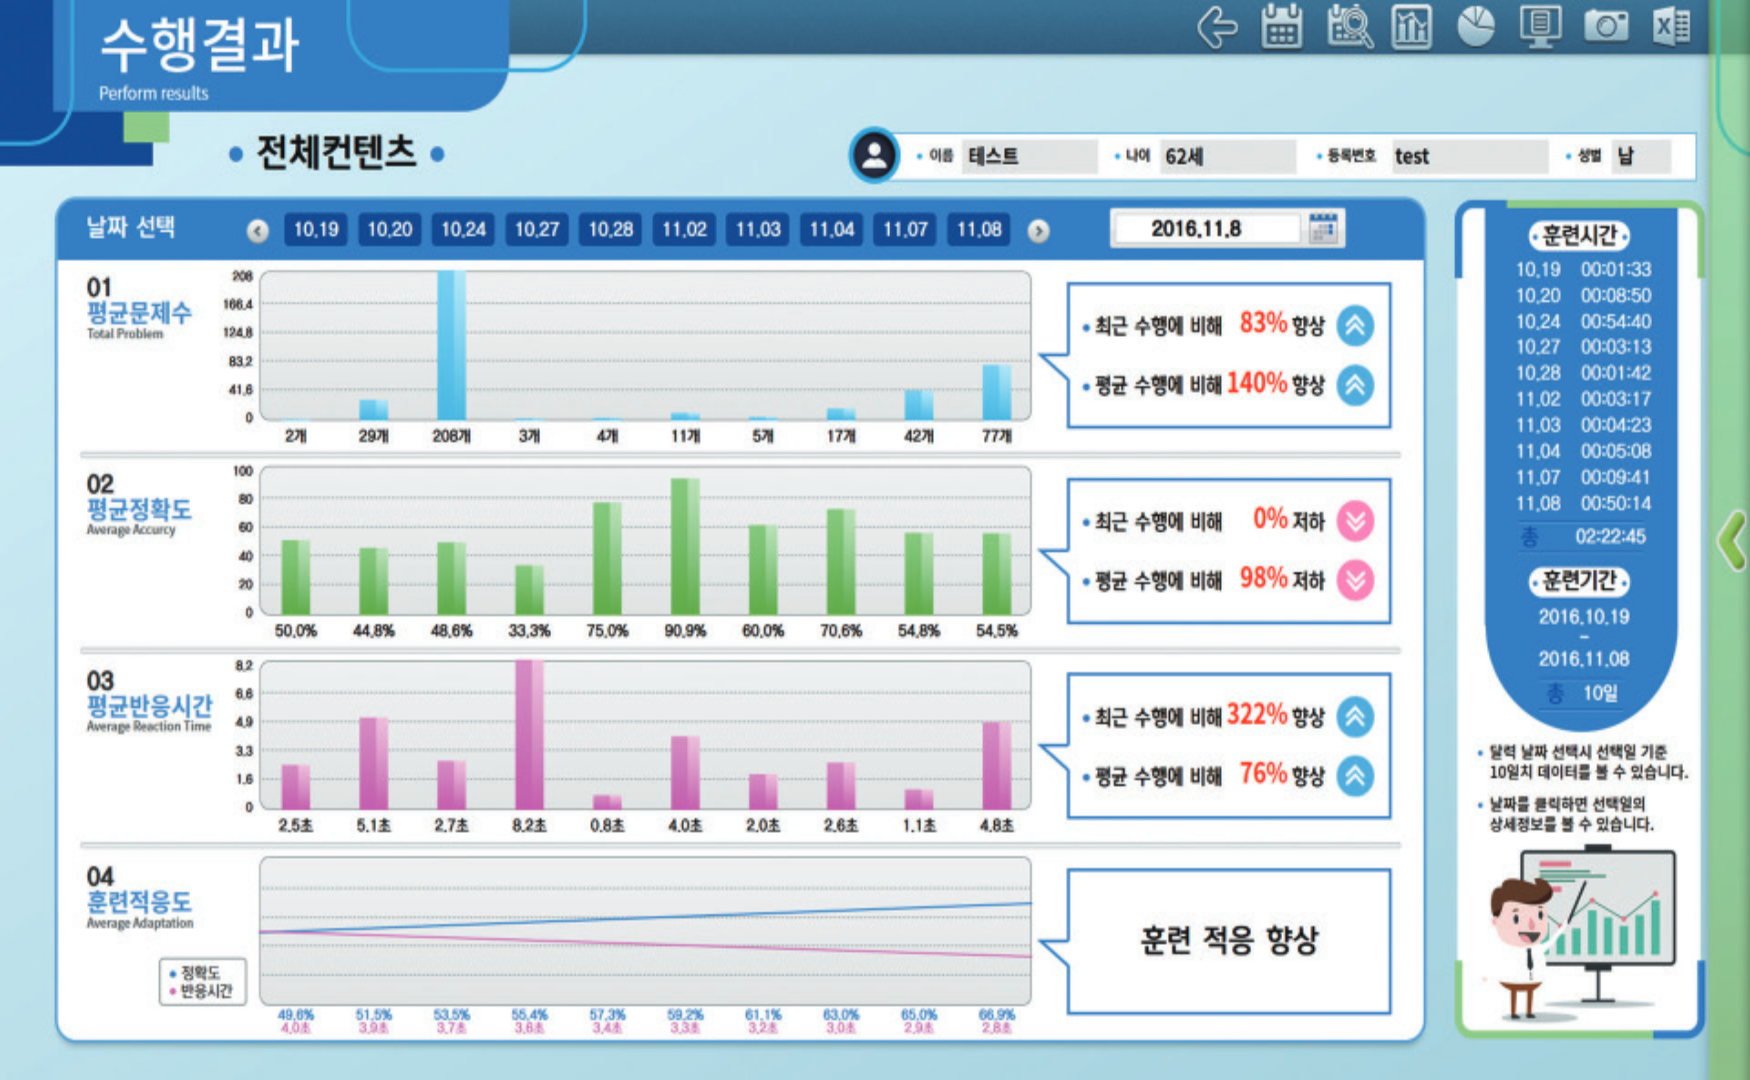 수행결과
Perform results
• 전체컨텐츠 •
• 이름 테스트 • 나이 62세 • 등록번호 test • 성별 남
날짜 선택 10.19 10.20 10.24 10.27 10.28 11.02 11.03 11.04 11.07 11.08 2016.11.8
01
평균문제수
Total Problem
208
166.4
124.8
83.2
41.6
0
2개 29개 208개 3개 4개 11개 5개 17개 42개 77개
• 최근 수행에 비해 83% 향상
• 평균 수행에 비해 140% 향상
02
평균정확도
Average Accurcy
100
80
60
40
20
0
50.0% 44.8% 48.6% 33.3% 75.0% 90.9% 60.0% 70.6% 54.8% 54.5%
• 최근 수행에 비해 0% 저하
• 평균 수행에 비해 98% 저하
03
평균반응시간
Average Reaction Time
8.2
6.6
4.9
3.3
1.6
0
2.5초 5.1초 2.7초 8.2초 0.8초 4.0초 2.0초 2.6초 1.1초 4.8초
• 최근 수행에 비해 322% 향상
• 평균 수행에 비해 76% 향상
04
훈련적응도
Average Adaptation
• 정확도
• 반응시간
49.6% 51.5% 53.5% 55.4% 57.3% 59.2% 61.1% 63.0% 65.0% 66.9%
4.0초 3.9초 3.7초 3.6초 3.4초 3.3초 3.2초 3.0초 2.9초 2.8초
훈련 적응 향상
• 훈련시간 •
10.19 00:01:33
10.20 00:08:50
10.24 00:54:40
10.27 00:03:13
10.28 00:01:42
11.02 00:03:17
11.03 00:04:23
11.04 00:05:08
11.07 00:09:41
11.08 00:50:14
총 02:22:45
• 훈련기간 •
2016.10.19
–
2016.11.08
총 10일
• 달력 날짜 선택시 선택일 기준
10일치 데이터를 볼 수 있습니다.
• 날짜를 클릭하면 선택일의
상세정보를 볼 수 있습니다.